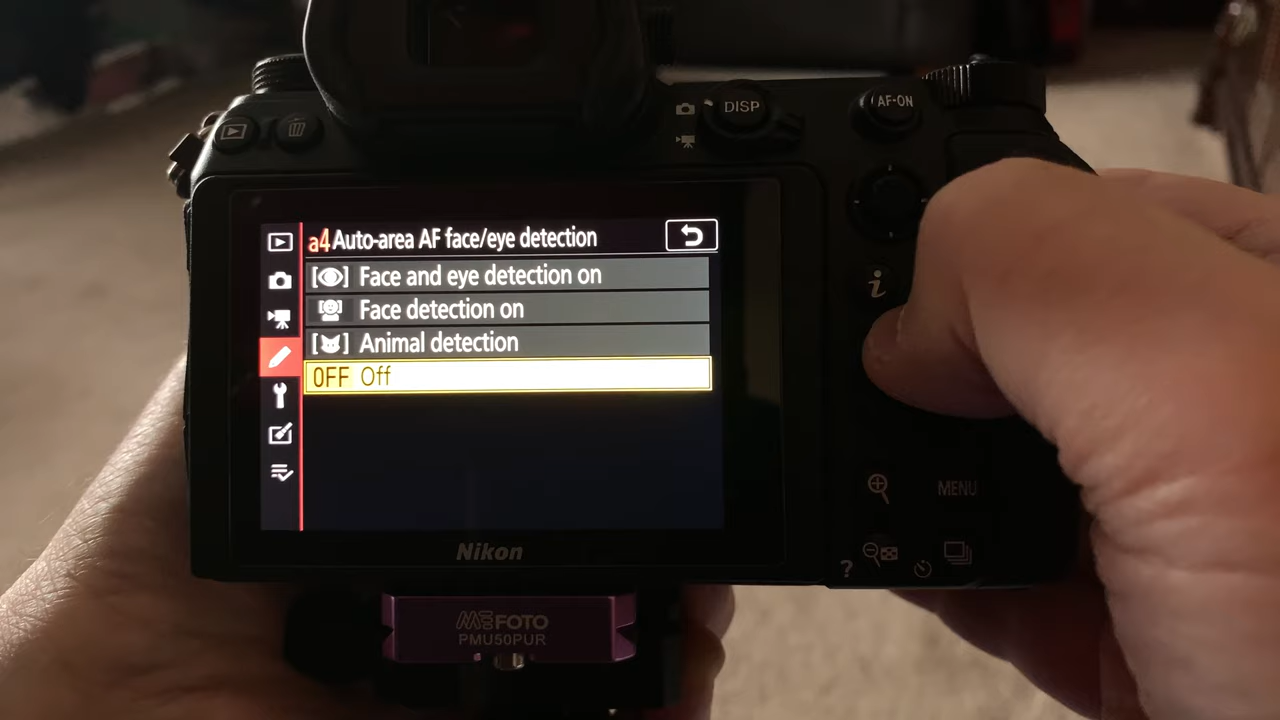 DISP
AF-ON
a4 Auto-area AF face/eye detection
Face and eye detection on
Face detection on
Animal detection
OFF Off
i
MENU
?
Nikon
MEFOTO
PMU50PUR